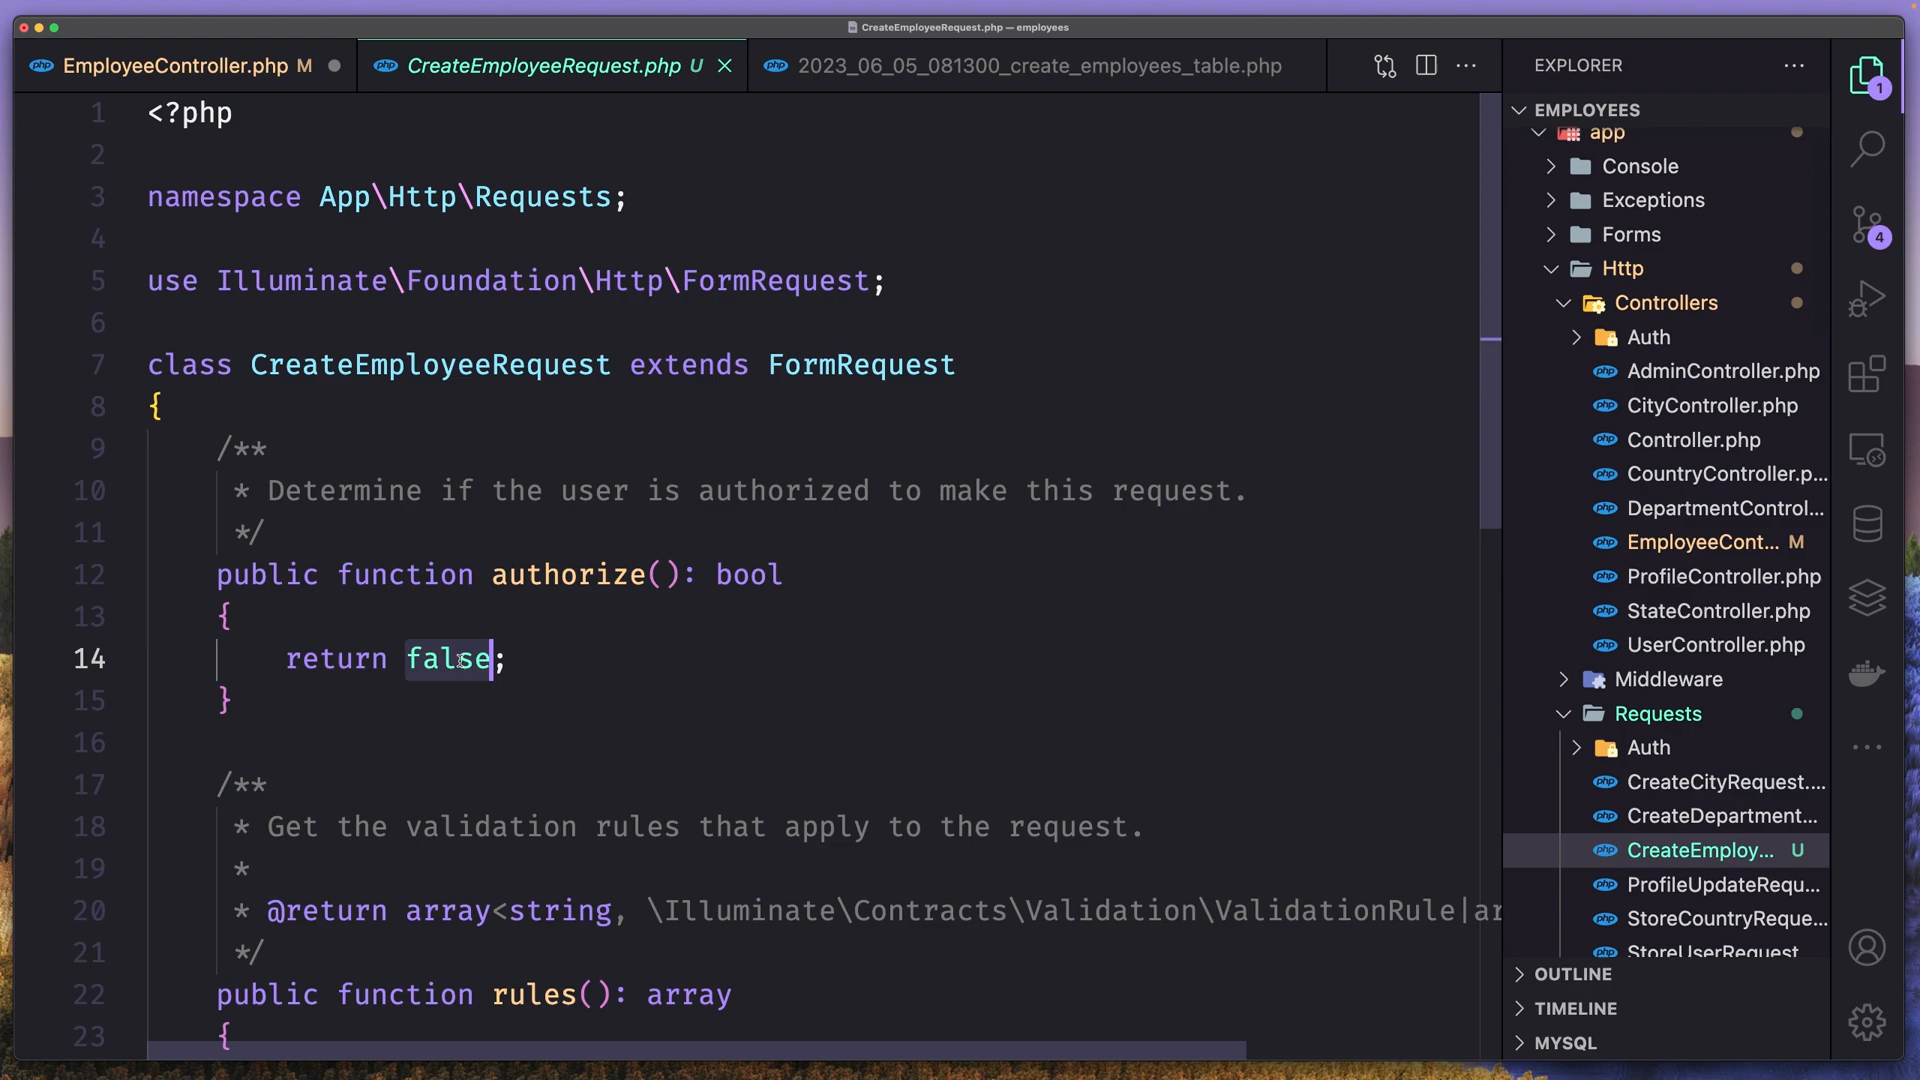 CreateEmployeeRequest.php — employees
EmployeeController.php M
CreateEmployeeRequest.php U
2023_06_05_081300_create_employees_table.php
1 <?php
2
3 namespace App\Http\Requests;
4
5 use Illuminate\Foundation\Http\FormRequest;
6
7 class CreateEmployeeRequest extends FormRequest
8 {
9 /**
10 * Determine if the user is authorized to make this request.
11 */
12 public function authorize(): bool
13 {
14 return false;
15 }
16
17 /**
18 * Get the validation rules that apply to the request.
19 *
20 * @return array<string, \Illuminate\Contracts\Validation\ValidationRule|ar
21 */
22 public function rules(): array
23 {
EXPLORER
EMPLOYEES
app
Console
Exceptions
Forms
Http
Controllers
Auth
AdminController.php
CityController.php
Controller.php
CountryController.p...
DepartmentControl...
EmployeeCont... M
ProfileController.php
StateController.php
UserController.php
Middleware
Requests
Auth
CreateCityRequest....
CreateDepartment...
CreateEmploy... U
ProfileUpdateRequ...
StoreCountryReque...
StoreUserRequest
OUTLINE
TIMELINE
MYSQL
1
4